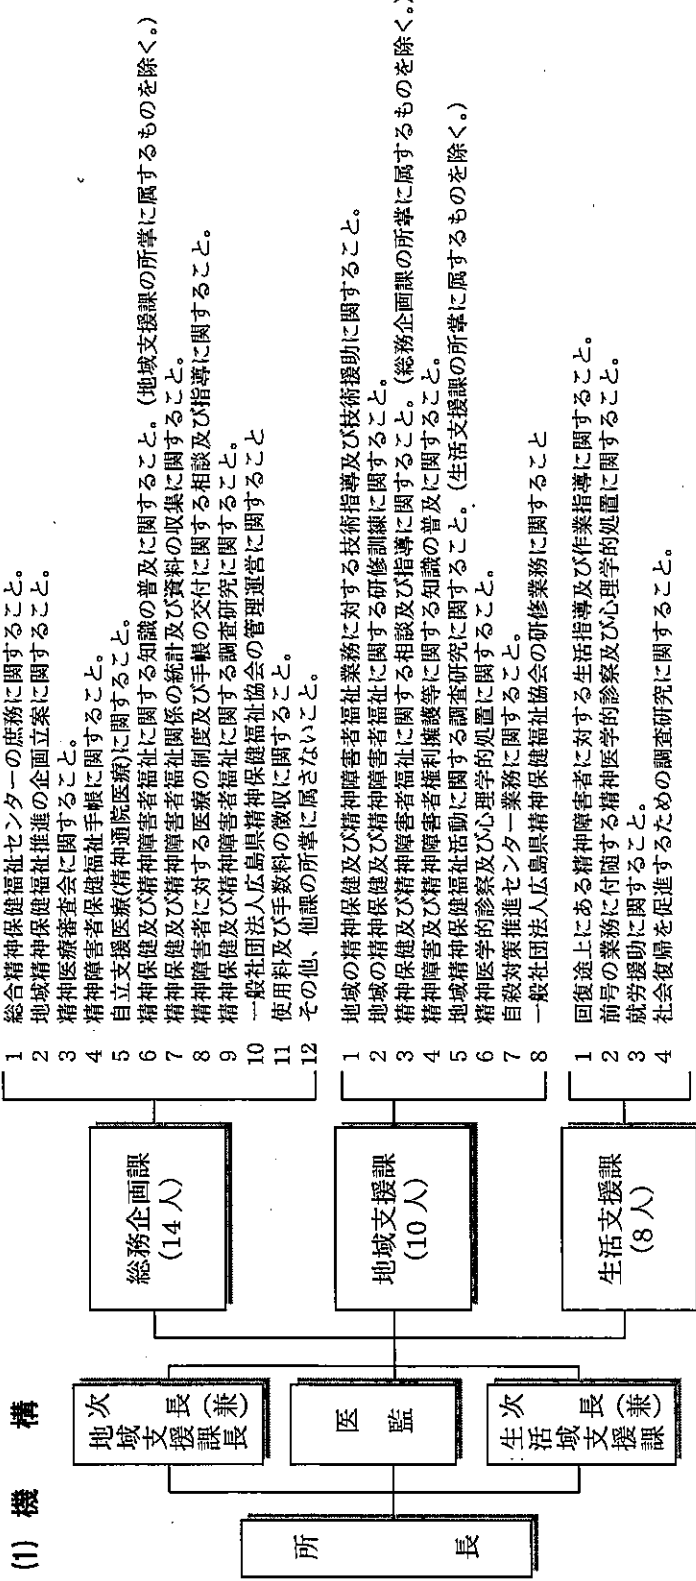 (1) 機 構
所 長
次 長 (兼)
地域支援課長
医 監
次 長 (兼)
生活域支援課
総務企画課
(14 人)
1 総合精神保健福祉センターの庶務に関すること。
2 地域精神保健福祉推進の企画立案に関すること。
3 精神医療審査会に関すること。
4 精神障害者保健福祉手帳に関すること。
5 自立支援医療(精神通院医療)に関すること。
6 精神保健及び精神障害者福祉に関する知識の普及に関すること。(地域支援課の所掌に属するものを除く。)
7 精神保健及び精神障害者福祉関係の統計及び資料の収集に関すること。
8 精神障害者に対する医療の制度及び手帳の交付に関する相談及び指導に関すること。
9 精神保健及び精神障害者福祉に関する調査研究に関すること。
10 一般社団法人広島県精神保健福祉協会の管理運営に関すること
11 使用料及び手数料の徴収に関すること。
12 その他、他課の所掌に属さないこと。
地域支援課
(10 人)
1 地域の精神保健及び精神障害者福祉業務に対する技術指導及び技術援助に関すること。
2 地域の精神保健及び精神障害者福祉に関する研修訓練に関すること。
3 精神保健及び精神障害者福祉に関する相談及び指導に関すること。(総務企画課の所掌に属するものを除く。)
4 精神障害及び精神障害者権利擁護等に関する知識の普及に関すること。
5 地域精神保健福祉活動に関する調査研究に関すること。(生活支援課の所掌に属するものを除く。)
6 精神医学的診察及び心理学的処置に関すること。
7 自殺対策推進センター業務に関すること。
8 一般社団法人広島県精神保健福祉協会の研修業務に関すること
生活支援課
(8 人)
1 回復途上にある精神障害者に対する生活指導及び作業指導に関すること。
2 前号の業務に付随する精神医学的診察及び心理学的処置に関すること。
3 就労援助に関すること。
4 社会復帰を促進するための調査研究に関すること。